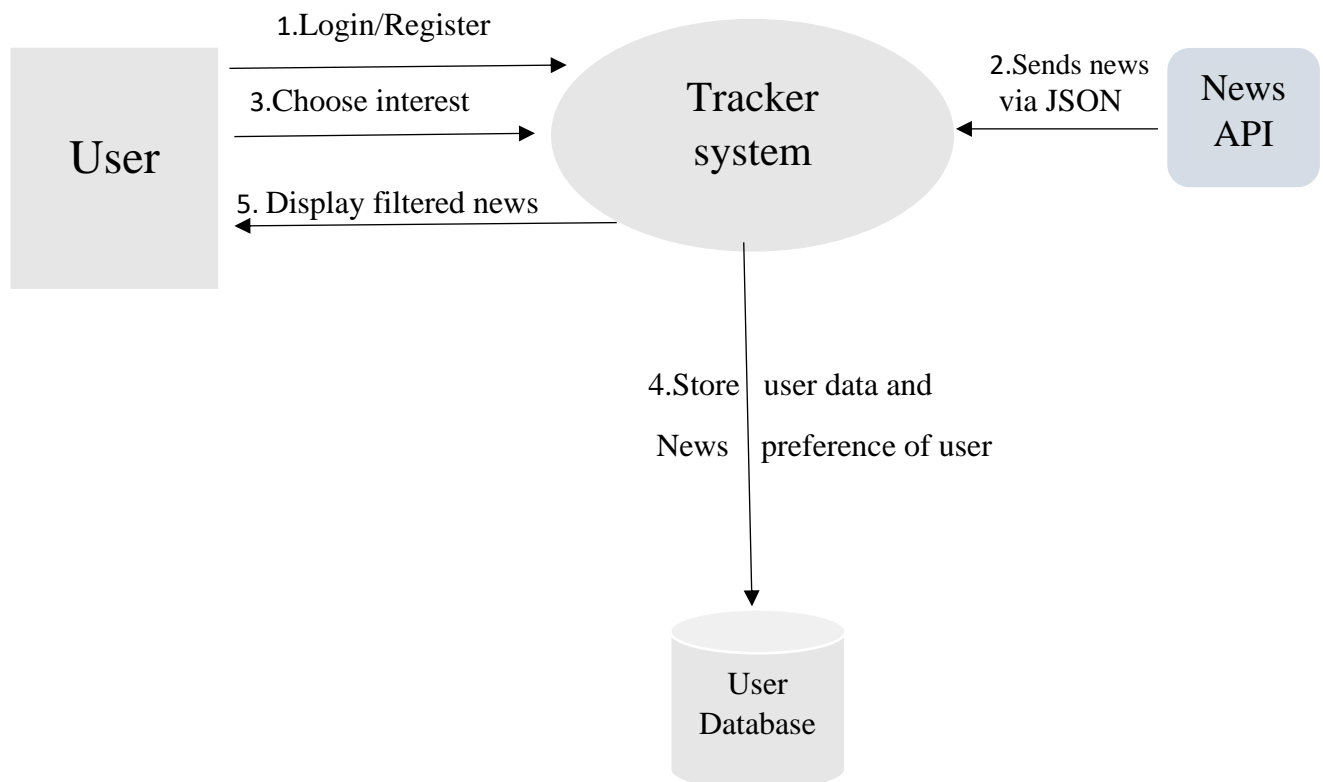 1.Login/Register
3.Choose interest
User
5. Display filtered news
Tracker
system
2.Sends news
via JSON
News
API
4.Store user data and
News preference of user
User
Database